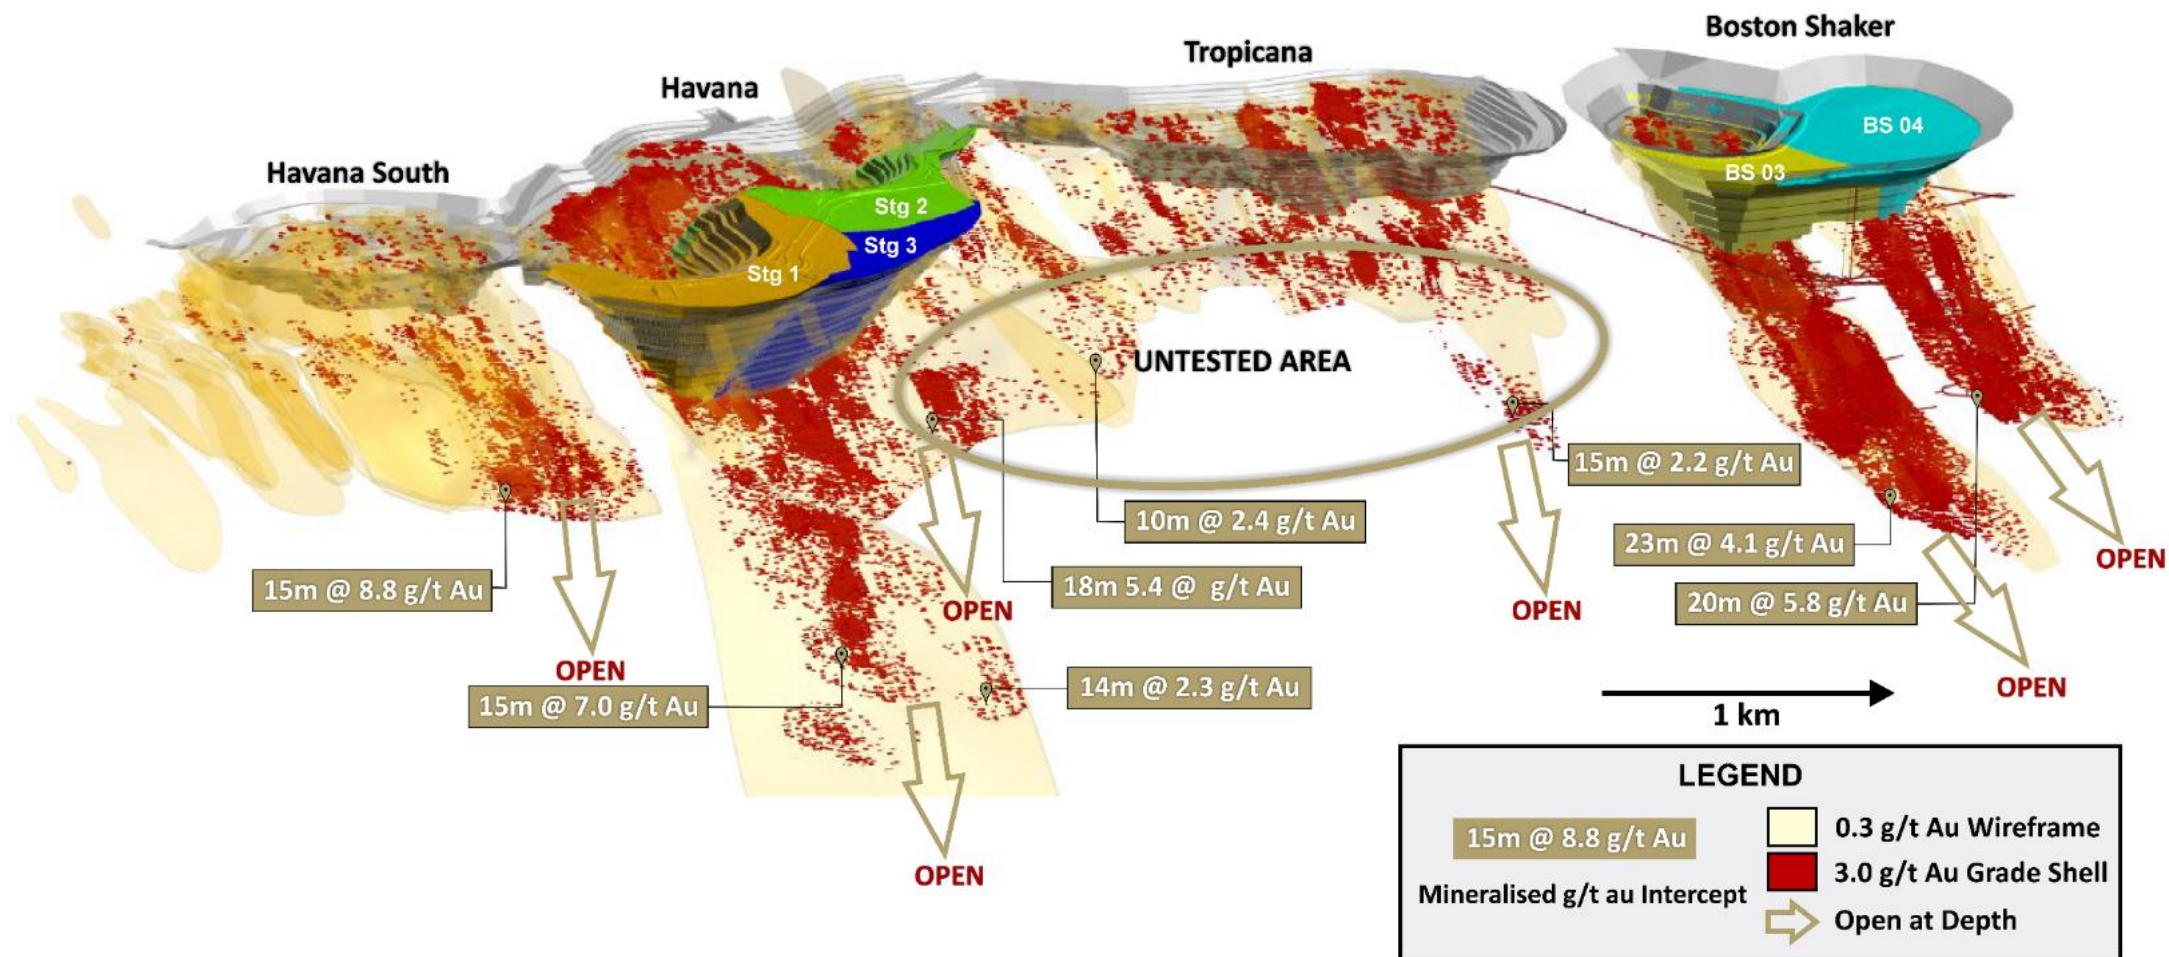 Boston Shaker
Tropicana
Havana
Havana South
BS 04
BS 03
Stg 2
Stg 3
Stg 1
UNTESTED AREA
15m @ 2.2 g/t Au
10m @ 2.4 g/t Au
23m @ 4.1 g/t Au
OPEN
15m @ 8.8 g/t Au
18m 5.4 @ g/t Au
20m @ 5.8 g/t Au
OPEN
OPEN
OPEN
OPEN
15m @ 7.0 g/t Au
14m @ 2.3 g/t Au
1 km
OPEN
LEGEND
15m @ 8.8 g/t Au
Mineralised g/t au Intercept
0.3 g/t Au Wireframe
3.0 g/t Au Grade Shell
Open at Depth